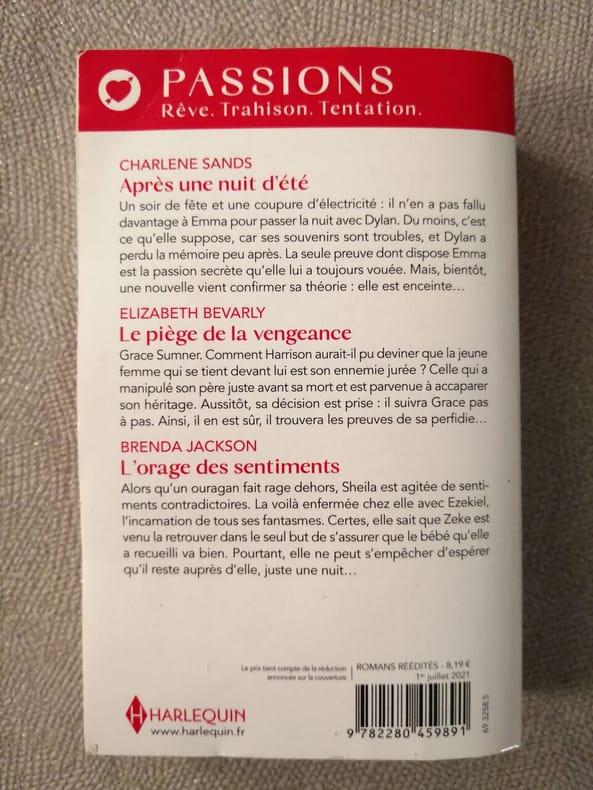 PASSIONS
Rêve. Trahison. Tentation.
CHARLENE SANDS
Après une nuit d'été
Un soir de fête et une coupure d'électricité : il n'en a pas fallu
davantage à Emma pour passer la nuit avec Dylan. Du moins, c'est
ce qu'elle suppose, car ses souvenirs sont troubles, et Dylan a
perdu la mémoire peu après. La seule preuve dont dispose Emma
est la passion secrète qu'elle lui a toujours vouée. Mais, bientôt,
une nouvelle vient confirmer sa théorie : elle est enceinte...
ELIZABETH BEVARLY
Le piège de la vengeance
Grace Sumner. Comment Harrison aurait-il pu deviner que la jeune
femme qui se tient devant lui est son ennemie jurée ? Celle qui a
manipulé son père juste avant sa mort et est parvenue à accaparer
son héritage. Aussitôt, sa décision est prise : il suivra Grace pas
à pas. Ainsi, il en est sûr, il trouvera les preuves de sa perfidie...
BRENDA JACKSON
L'orage des sentiments
Alors qu'un ouragan fait rage dehors, Sheila est agitée de senti-
ments contradictoires. La voilà enfermée chez elle avec Ezekiel,
l'incarnation de tous ses fantasmes. Certes, elle sait que Zeke est
venu la retrouver dans le seul but de s'assurer que le bébé qu'elle
a recueilli va bien. Pourtant, elle ne peut s'empêcher d'espérer
qu'il reste auprès d'elle, juste une nuit...
Le prix tient compte de la réduction
annoncée sur la couverture
ROMANS RÉÉDITÉS - 8,19 €
1er juillet 2021
69.3258.5
9 782280 459891
H HARLEQUIN
www.harlequin.fr